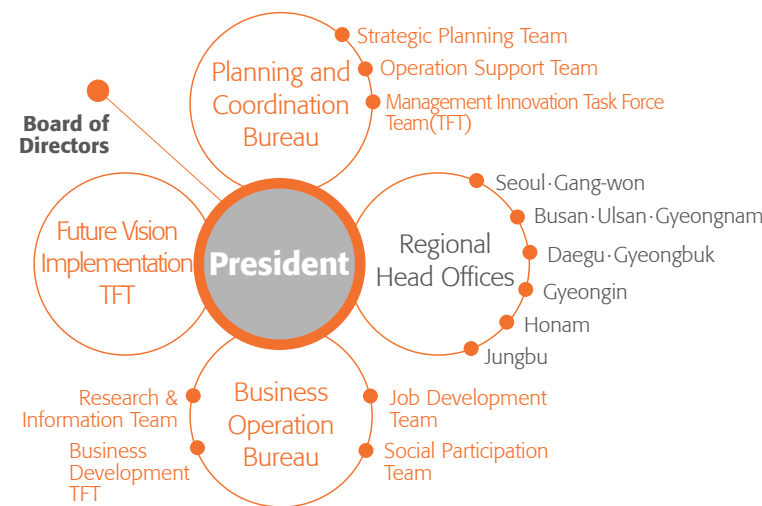 Strategic Planning Team
Operation Support Team
Management Innovation Task Force
Team(TFT)
Planning and
Coordination
Bureau
Board of
Directors
Future Vision
Implementation
TFT
President
Regional
Head Offices
Seoul·Gang-won
Busan·Ulsan·Gyeongnam
Daegu·Gyeongbuk
Gyeongin
Honam
Jungbu
Business
Operation
Bureau
Research &
Information Team
Business
Development
TFT
Job Development
Team
Social Participation
Team